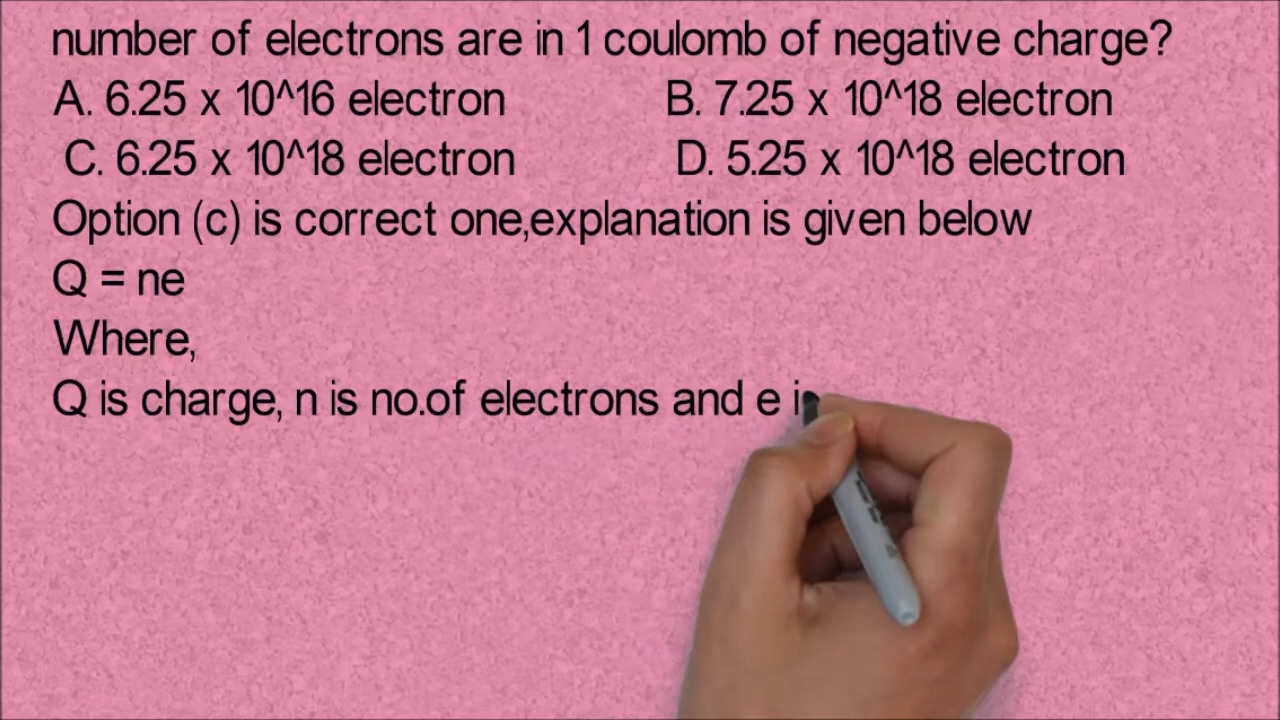 number of electrons are in 1 coulomb of negative charge?
A. 6.25 x 10^16 electron B. 7.25 x 10^18 electron
C. 6.25 x 10^18 electron D. 5.25 x 10^18 electron
Option (c) is correct one,explanation is given below
Q = ne
Where,
Q is charge, n is no.of electrons and e i